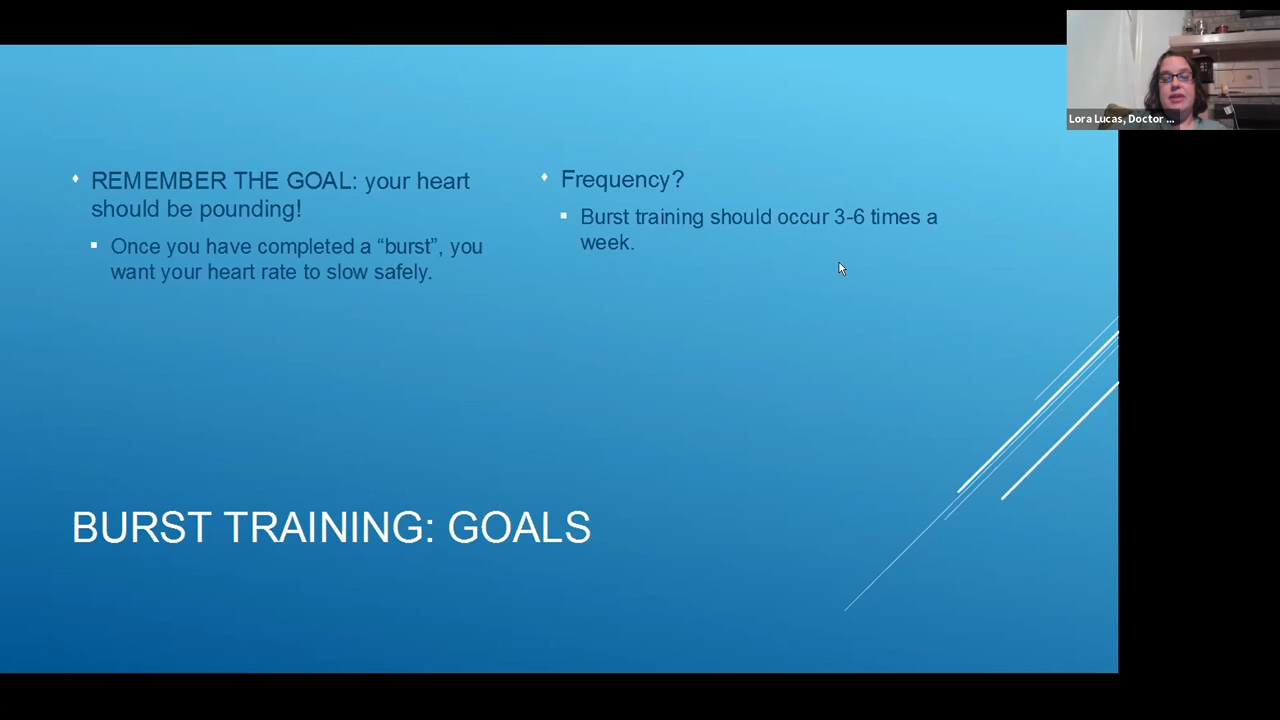 REMEMBER THE GOAL: your heart
should be pounding!
Once you have completed a “burst”, you
want your heart rate to slow safely.
Frequency?
Burst training should occur 3-6 times a
week.
BURST TRAINING: GOALS
Lora Lucas, Doctor ...